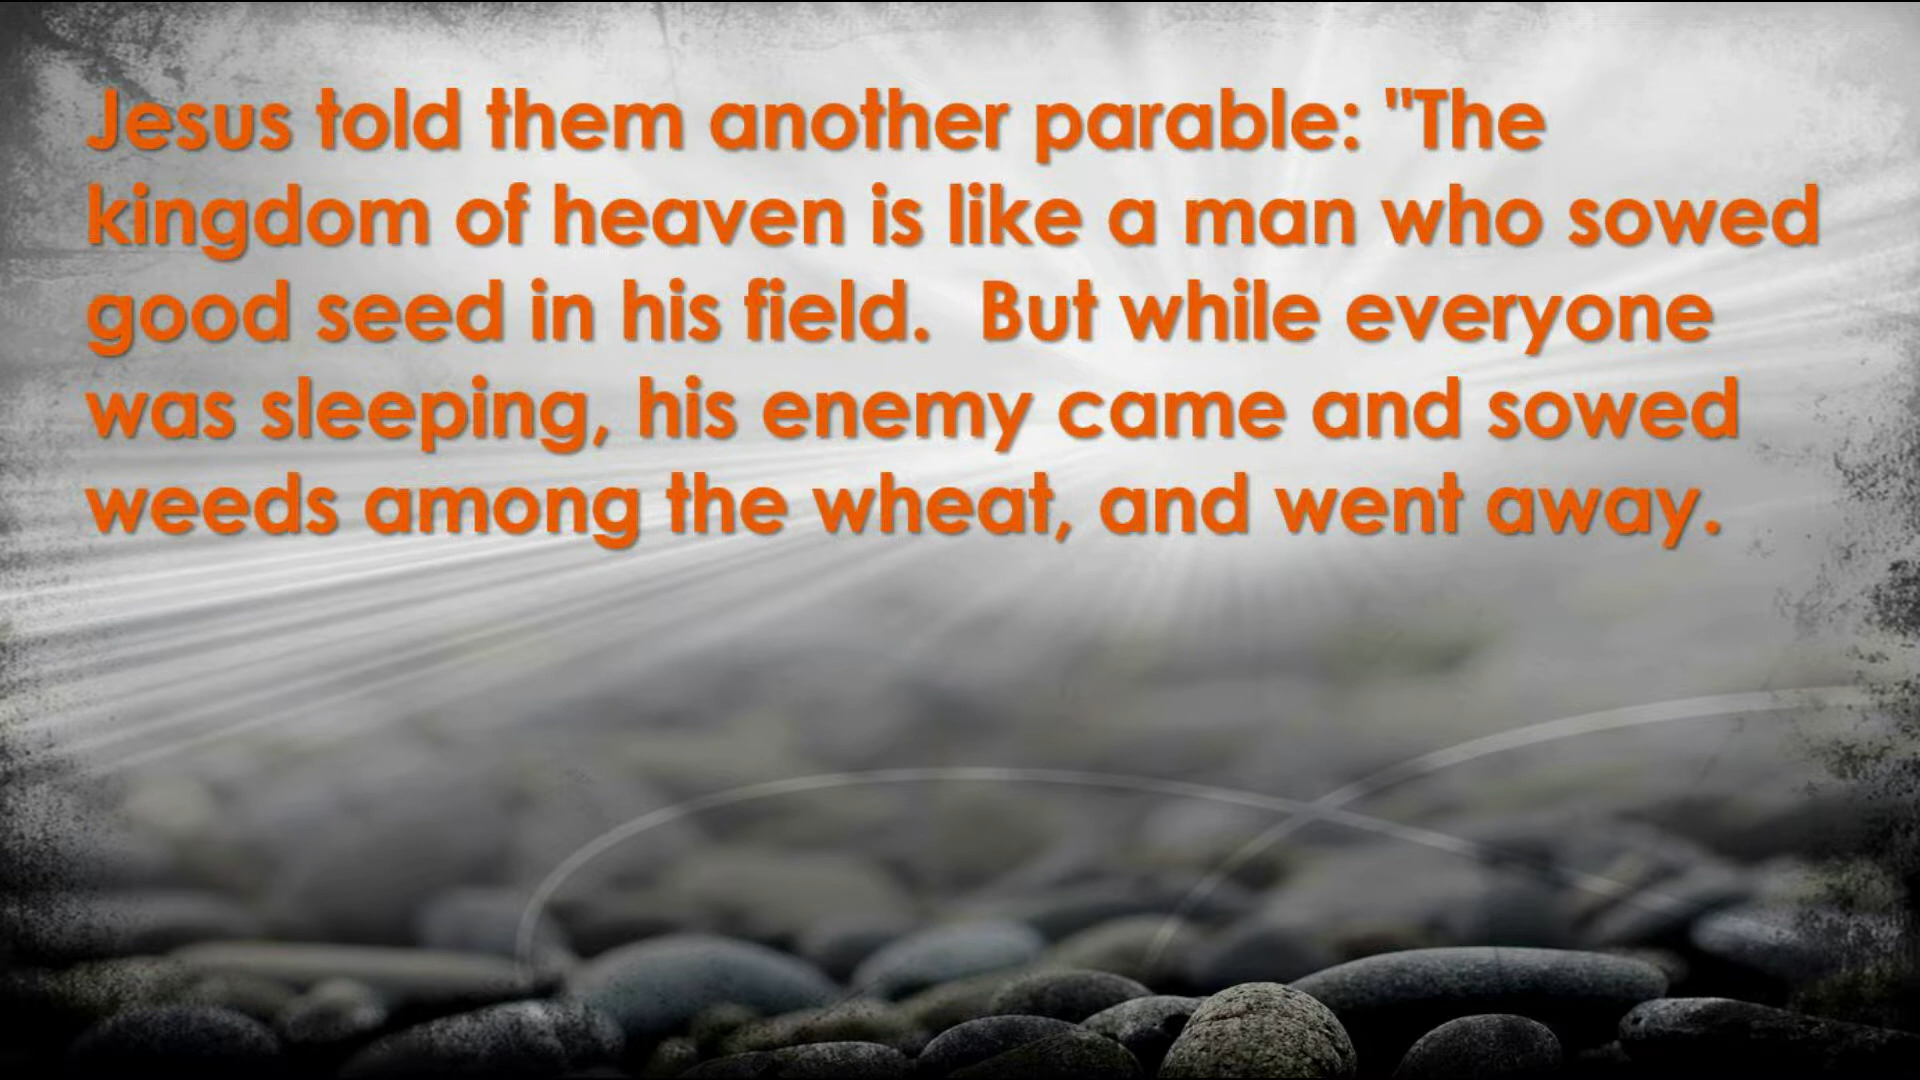 Jesus told them another parable: "The
kingdom of heaven is like a man who sowed
good seed in his field.  But while everyone
was sleeping, his enemy came and sowed
weeds among the wheat, and went away.